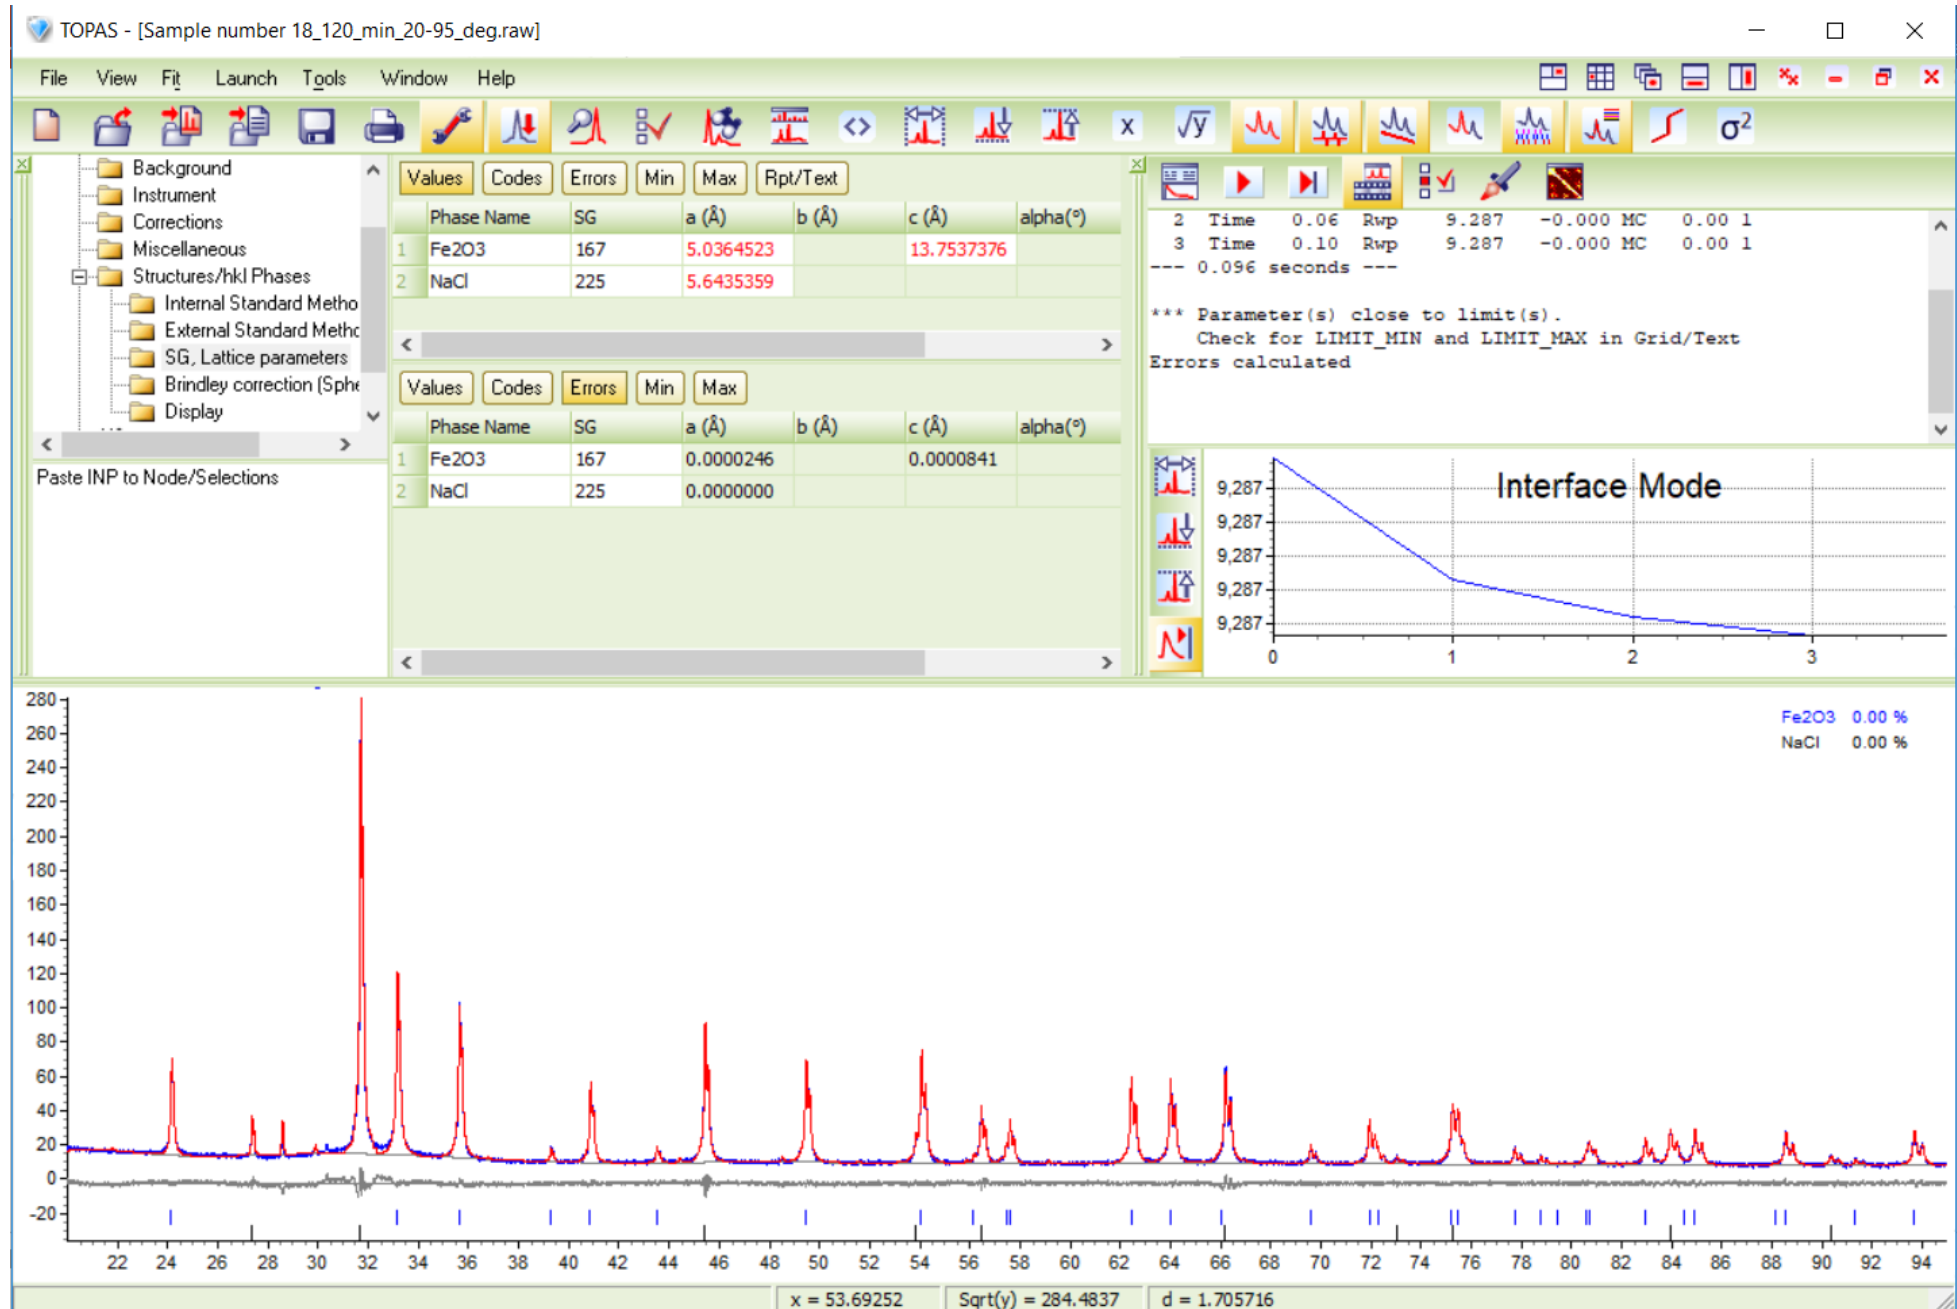 TOPAS - [Sample number 18_120_min_20-95_deg.raw]
File View Fit Launch Tools Window Help
x √y σ²
Background
Instrument
Corrections
Miscellaneous
Structures/hkl Phases
Internal Standard Metho
External Standard Methc
SG, Lattice parameters
Brindley correction (Sphe
Display
Paste INP to Node/Selections
Values Codes Errors Min Max Rpt/Text
Phase Name SG a (Å) b (Å) c (Å) alpha(°)
1 Fe2O3 167 5.0364523 13.7537376
2 NaCl 225 5.6435359
Values Codes Errors Min Max
Phase Name SG a (Å) b (Å) c (Å) alpha(°)
1 Fe2O3 167 0.0000246 0.0000841
2 NaCl 225 0.0000000
2 Time 0.06 Rwp 9.287 -0.000 MC 0.00 1
3 Time 0.10 Rwp 9.287 -0.000 MC 0.00 1
--- 0.096 seconds ---
*** Parameter(s) close to limit(s).
Check for LIMIT_MIN and LIMIT_MAX in Grid/Text
Errors calculated
Interface Mode
9,287
9,287
9,287
9,287
9,287
0 1 2 3
280
260
240
220
200
180
160
140
120
100
80
60
40
20
0
-20
Fe2O3 0.00 %
NaCl 0.00 %
22 24 26 28 30 32 34 36 38 40 42 44 46 48 50 52 54 56 58 60 62 64 66 68 70 72 74 76 78 80 82 84 86 88 90 92 94
x = 53.69252 Sqrt(y) = 284.4837 d = 1.705716